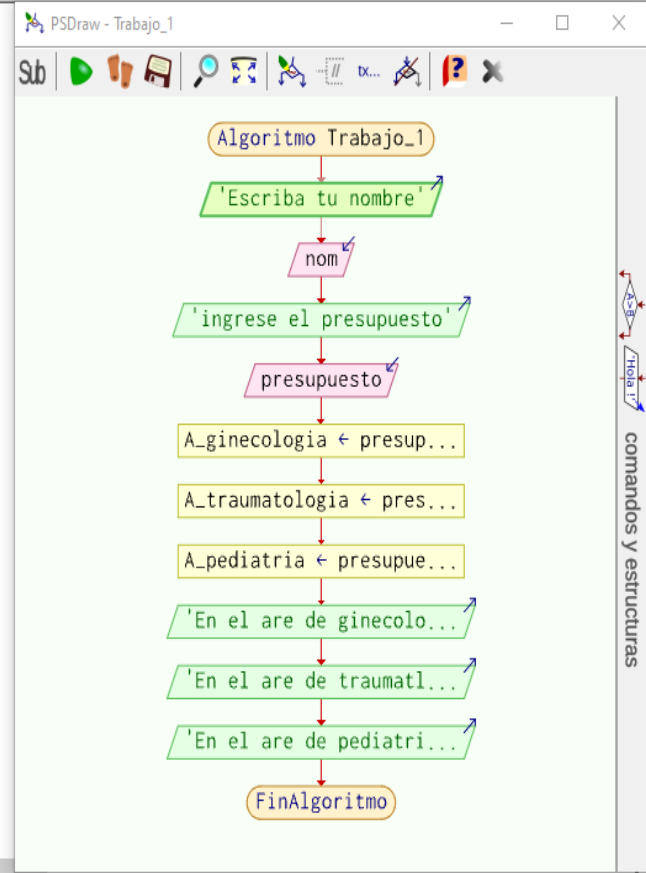 PSDraw - Trabajo_1
Sub
tx...
Algoritmo Trabajo_1
'Escriba tu nombre'
nom
'ingrese el presupuesto'
presupuesto
A_ginecologia ← presup...
A_traumatologia ← pres...
A_pediatria ← presupue...
'En el are de ginecolo...
'En el are de traumatl...
'En el are de pediatri...
FinAlgoritmo
A>B
'Hola !'
comandos y estructuras